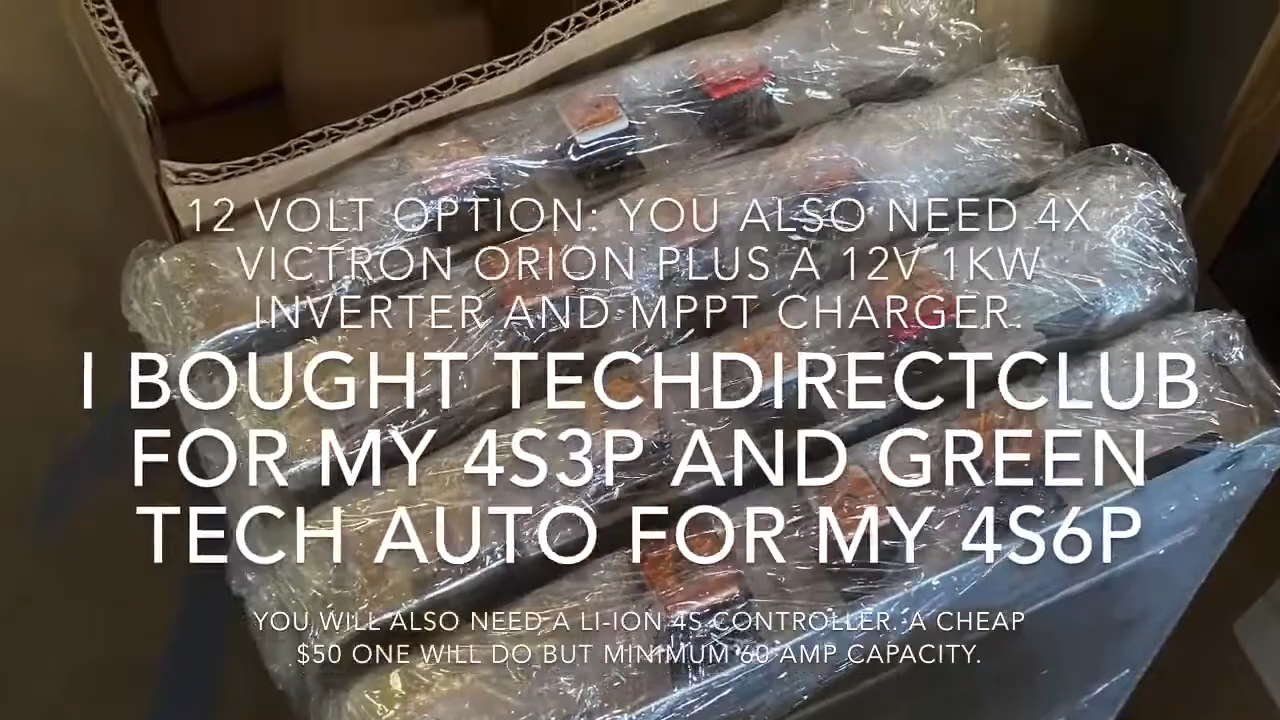 12 VOLT OPTION: YOU ALSO NEED 4X
VICTRON ORION PLUS A 12V 1KW
INVERTER AND MPPT CHARGER.
I BOUGHT TECHDIRECTCLUB
FOR MY 4S3P AND GREEN
TECH AUTO FOR MY 4S6P
YOU WILL ALSO NEED A LI-ION 4S CONTROLLER. A CHEAP
$50 ONE WILL DO BUT MINIMUM 60 AMP CAPACITY.